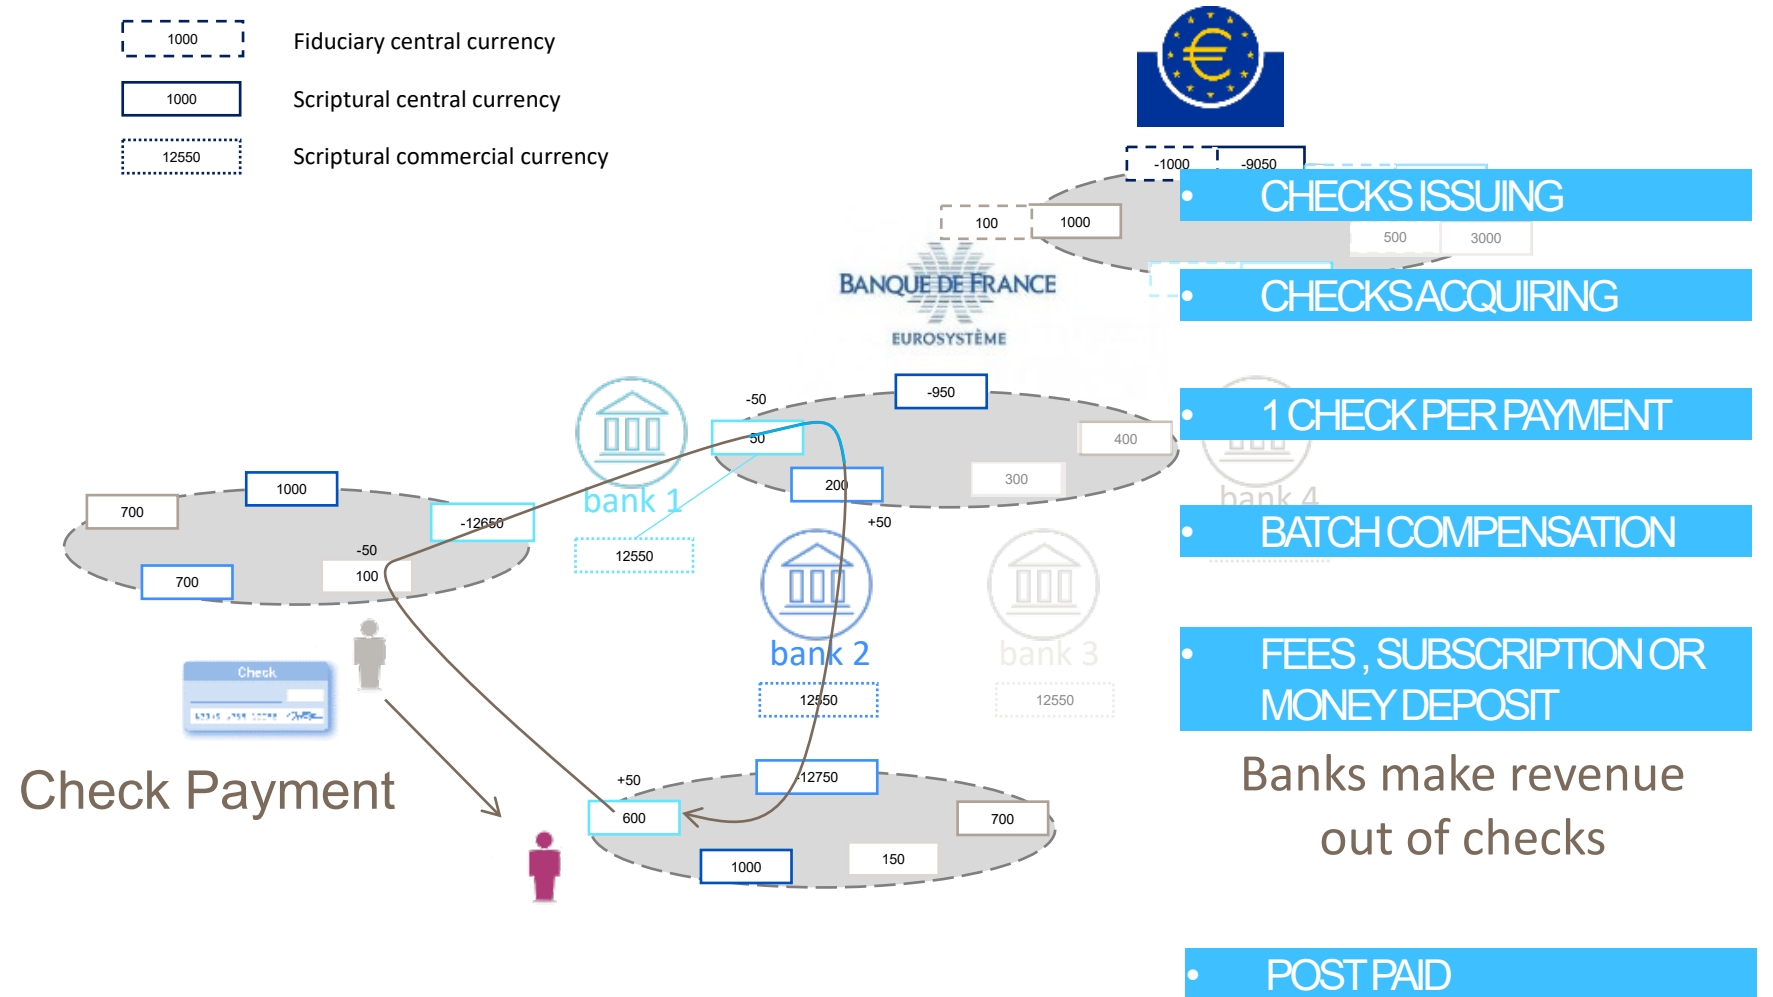 1000 Fiduciary central currency
1000 Scriptural central currency
12550 Scriptural commercial currency
-1000 -9050
• CHECKS ISSUING
100 1000
500 3000
BANQUE DE FRANCE
EUROSYSTÈME
• CHECKS ACQUIRING
-950
-50
50
400
• 1 CHECK PER PAYMENT
300
200
+50
bank 1
bank 4
12550
1000
700
-12650
-50
100
700
• BATCH COMPENSATION
bank 2
bank 3
12550
12550
• FEES , SUBSCRIPTION OR
MONEY DEPOSIT
Check
Check Payment
+50
-12750
600
700
1000
150
Banks make revenue
out of checks
• POST PAID